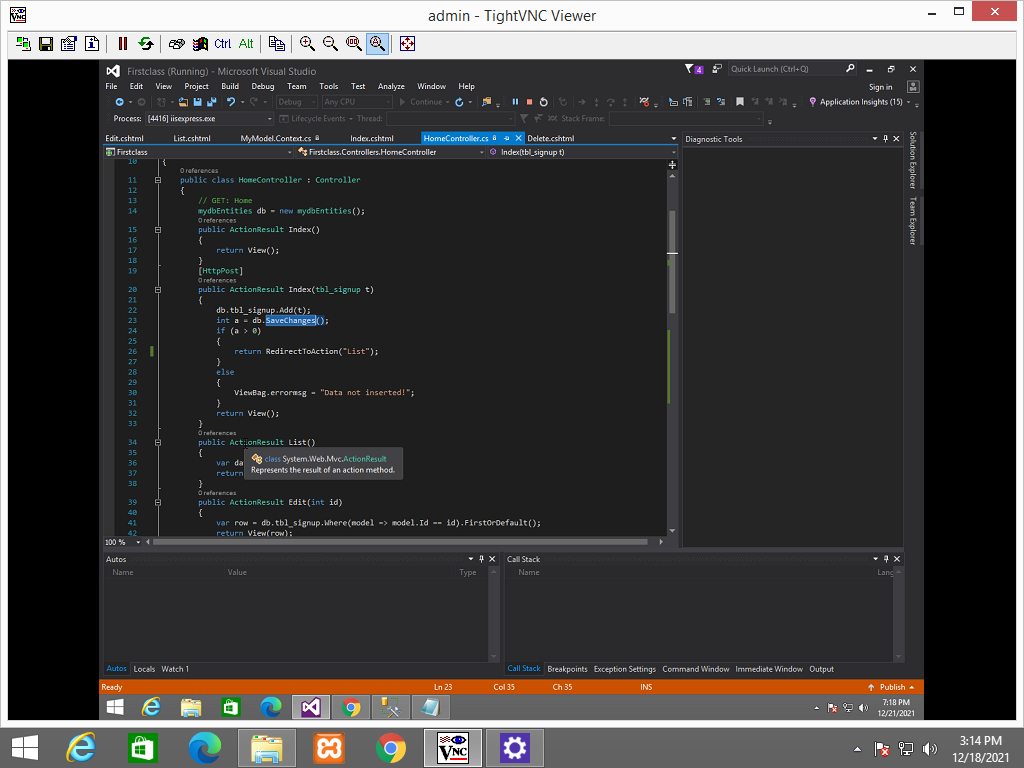 admin - TightVNC Viewer
Ctrl Alt
Firstclass (Running) - Microsoft Visual Studio
4
Quick Launch (Ctrl+Q)
File Edit View Project Build Debug Team Tools Test Analyze Window Help
Sign in
Debug Any CPU Continue
Application Insights (15)
Process: [4416] iisexpress.exe Lifecycle Events Thread: Stack Frame:
Edit.cshtml List.cshtml MyModel.Context.cs Index.cshtml HomeController.cs Delete.cshtml
Diagnostic Tools
Firstclass Firstclass.Controllers.HomeController Index(tbl_signup t)
Solution Explorer
Team Explorer
10 {
0 references
11 public class HomeController : Controller
12 {
13 // GET: Home
14 mydbEntities db = new mydbEntities();
0 references
15 public ActionResult Index()
16 {
17 return View();
18 }
19 [HttpPost]
0 references
20 public ActionResult Index(tbl_signup t)
21 {
22 db.tbl_signup.Add(t);
23 int a = db.SaveChanges();
24 if (a > 0)
25 {
26 return RedirectToAction("List");
27 }
28 else
29 {
30 ViewBag.errormsg = "Data not inserted!";
31 }
32 return View();
33 }
0 references
34 public ActionResult List()
35 {
36 var da
37 return
38 }
class System.Web.Mvc.ActionResult
Represents the result of an action method.
0 references
39 public ActionResult Edit(int id)
40 {
41 var row = db.tbl_signup.Where(model => model.Id == id).FirstOrDefault();
42 return View(row);
100 %
Autos
Name Value Type
Call Stack
Name Lang
Autos Locals Watch 1
Call Stack Breakpoints Exception Settings Command Window Immediate Window Output
Ready Ln 23 Col 35 Ch 35 INS Publish
7:18 PM
12/21/2021
3:14 PM
12/18/2021